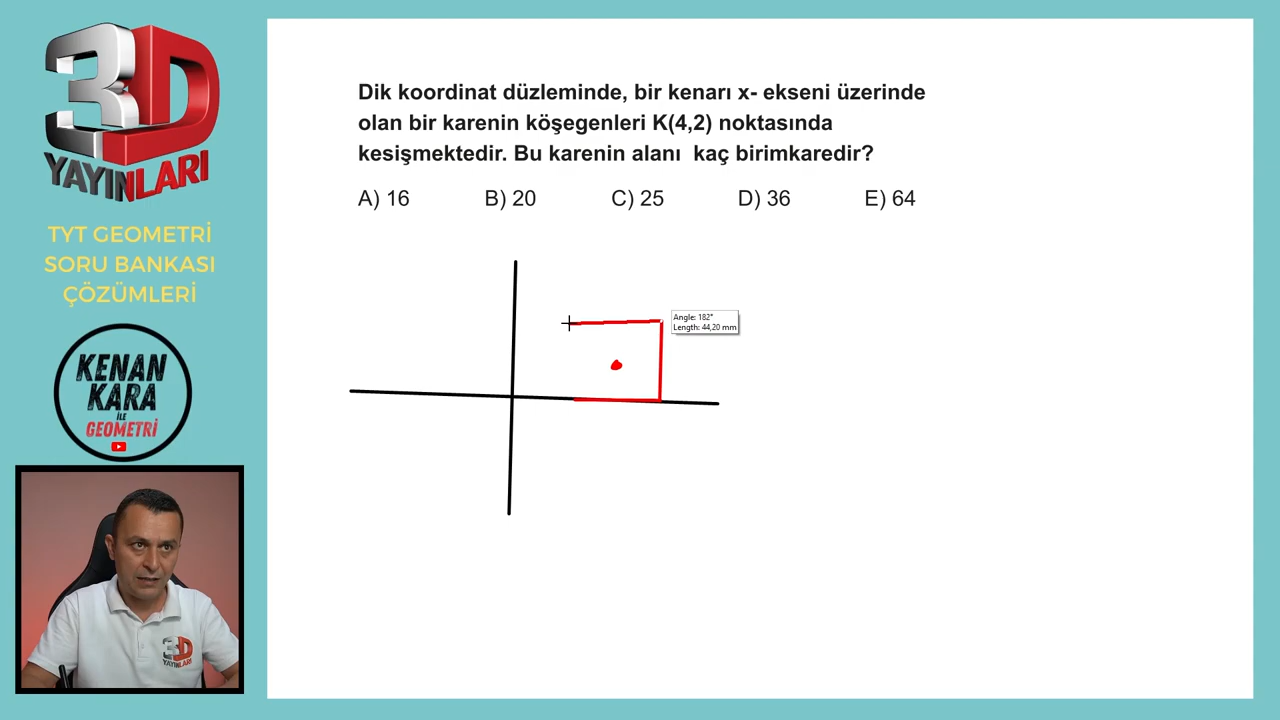 3D
YAYINLARI
TYT GEOMETRİ
SORU BANKASI
ÇÖZÜMLERİ
KENAN
KARA
İLE
GEOMETRİ
Dik koordinat düzleminde, bir kenarı x- ekseni üzerinde
olan bir karenin köşegenleri K(4,2) noktasında
kesişmektedir. Bu karenin alanı kaç birimkaredir?
A) 16 B) 20 C) 25 D) 36 E) 64
Angle: 182°
Length: 44,20 mm
3D
YAYINLARI